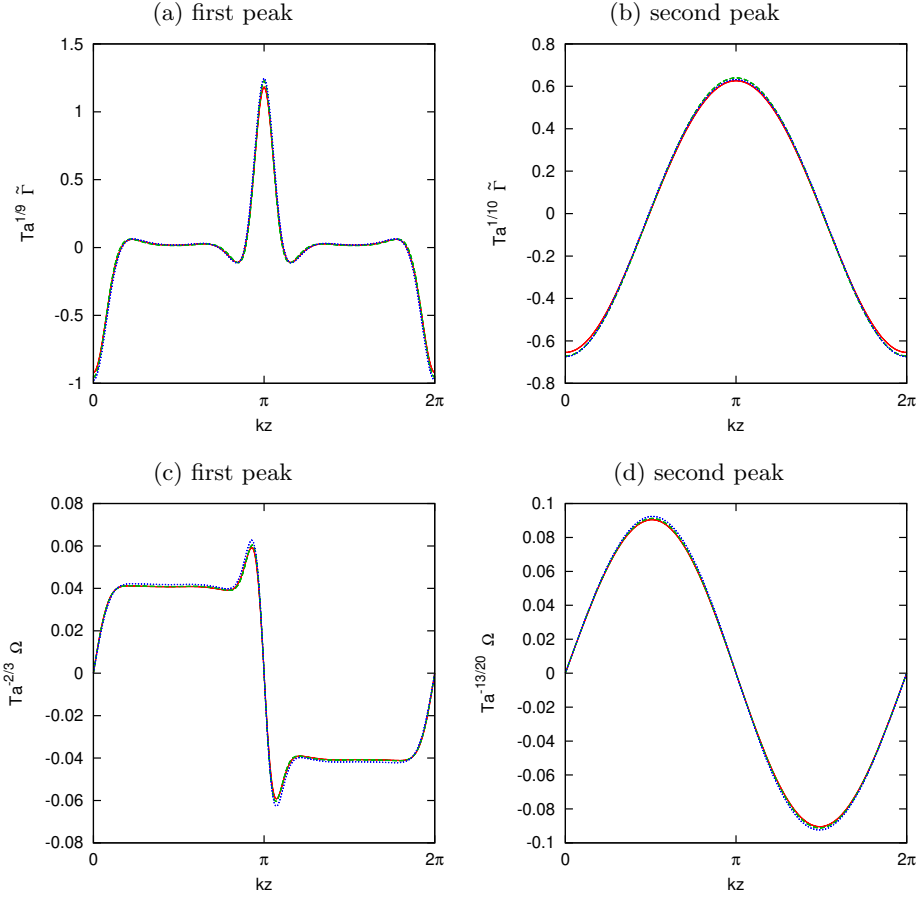 (a) first peak
1.5
1
0.5
0
-0.5
-1
Ta^{1/9} Γ̃
0 π 2π
kz
(b) second peak
0.8
0.6
0.4
0.2
0
-0.2
-0.4
-0.6
-0.8
Ta^{1/10} Γ̃
0 π 2π
kz
(c) first peak
0.08
0.06
0.04
0.02
0
-0.02
-0.04
-0.06
-0.08
Ta^{-2/3} Ω
0 π 2π
kz
(d) second peak
0.1
0.08
0.06
0.04
0.02
0
-0.02
-0.04
-0.06
-0.08
-0.1
Ta^{-13/20} Ω
0 π 2π
kz